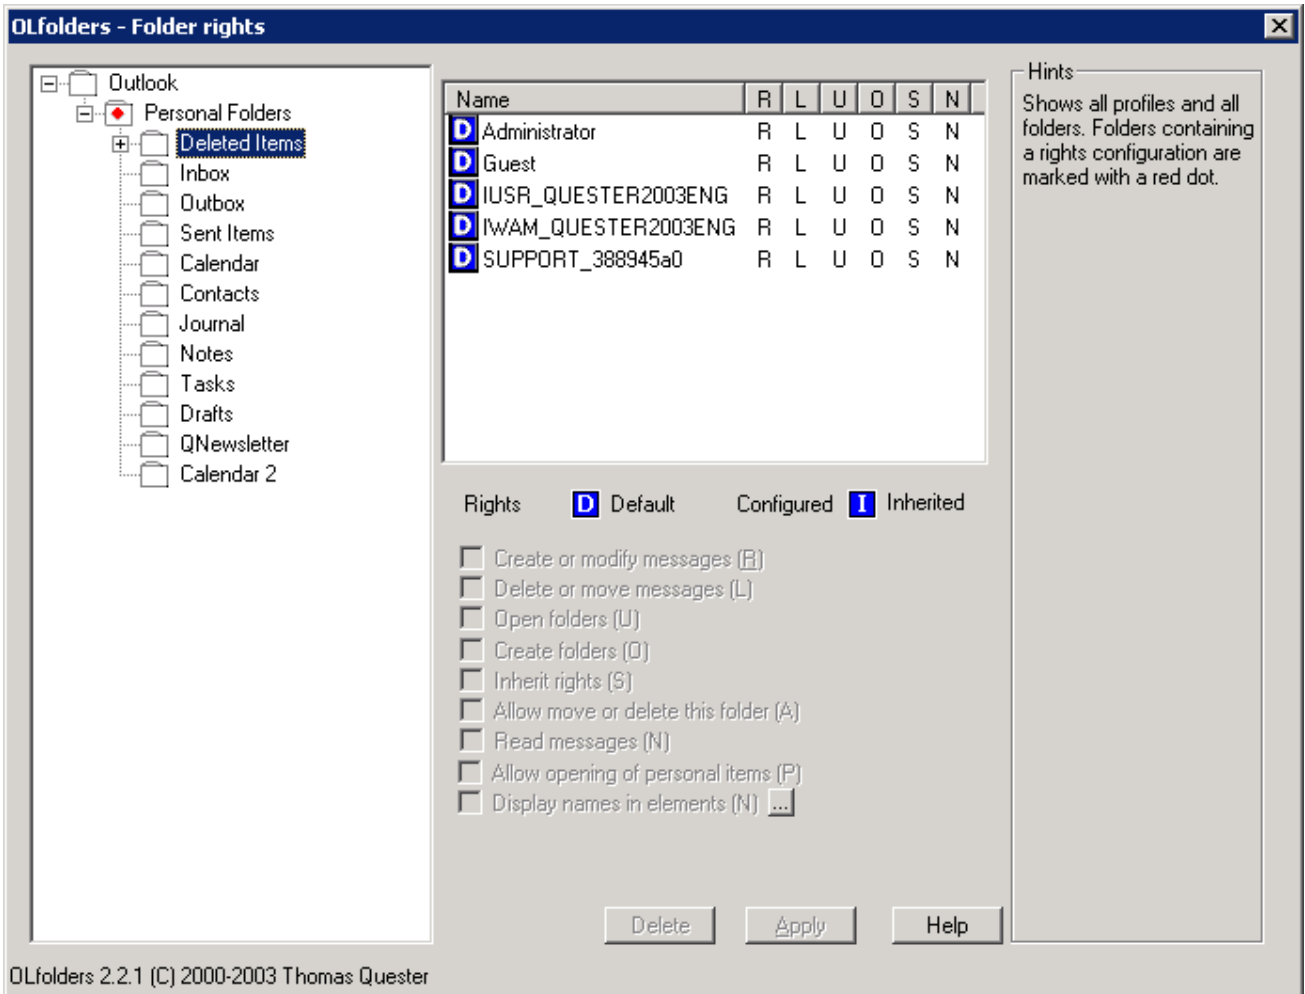 OLfolders - Folder rights
Outlook
Personal Folders
Deleted Items
Inbox
Outbox
Sent Items
Calendar
Contacts
Journal
Notes
Tasks
Drafts
QNewsletter
Calendar 2
Name R L U O S N
D Administrator R L U O S N
D Guest R L U O S N
D IUSR_QUESTER2003ENG R L U O S N
D IWAM_QUESTER2003ENG R L U O S N
D SUPPORT_388945a0 R L U O S N
Rights D Default Configured I Inherited
Create or modify messages (R)
Delete or move messages (L)
Open folders (U)
Create folders (O)
Inherit rights (S)
Allow move or delete this folder (A)
Read messages (N)
Allow opening of personal items (P)
Display names in elements (N) ...
Delete Apply Help
Hints
Shows all profiles and all
folders. Folders containing
a rights configuration are
marked with a red dot.
OLfolders 2.2.1 (C) 2000-2003 Thomas Quester